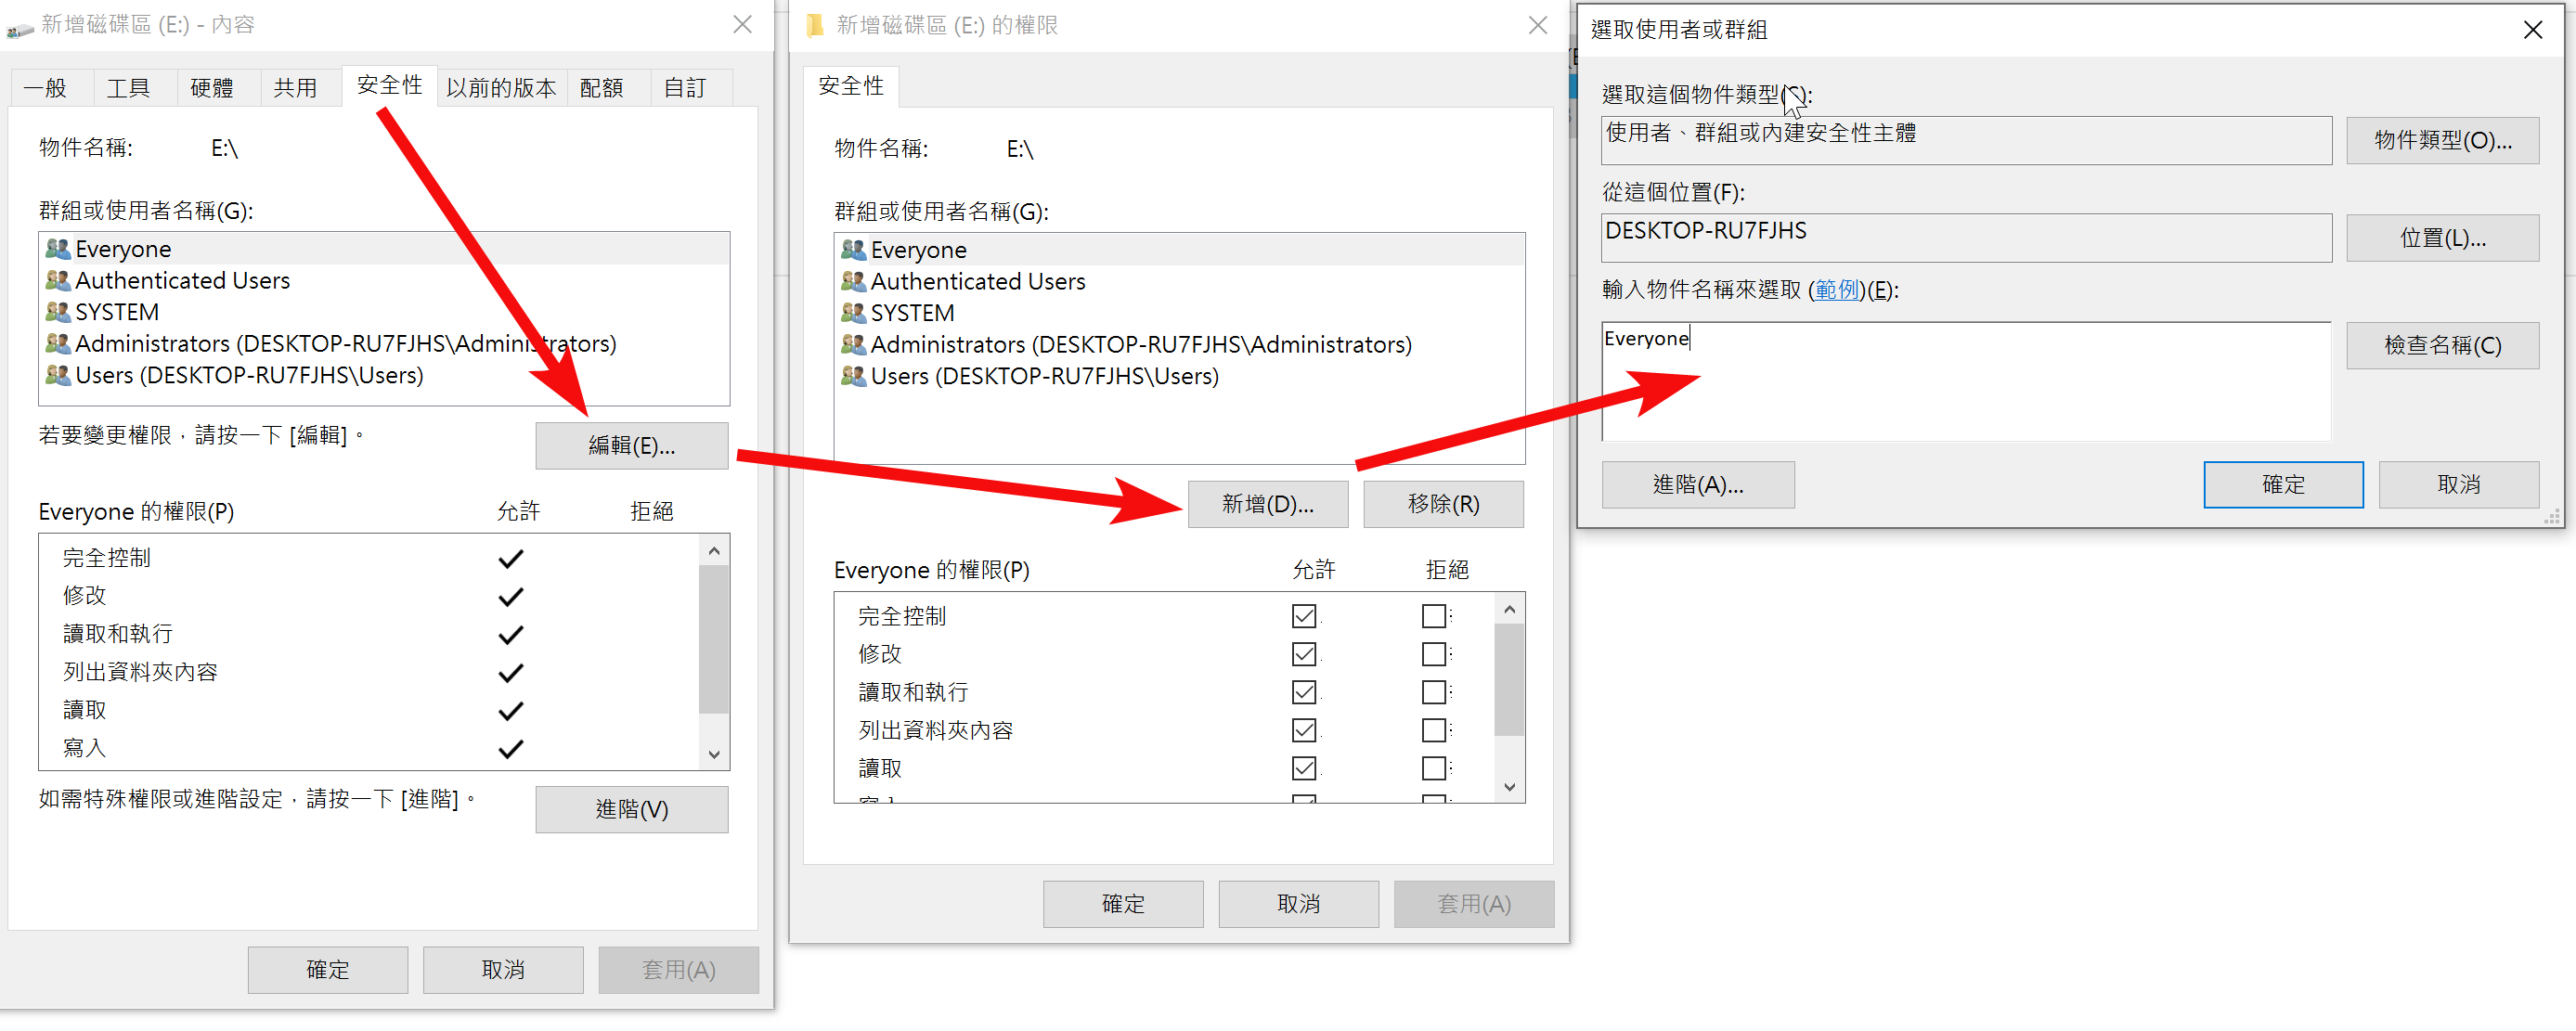 新增磁碟區 (E:) - 內容
一般 工具 硬體 共用 安全性 以前的版本 配額 自訂
物件名稱: E:\
群組或使用者名稱(G):
Everyone
Authenticated Users
SYSTEM
Administrators (DESKTOP-RU7FJHS\Administrators)
Users (DESKTOP-RU7FJHS\Users)
若要變更權限，請按一下 [編輯]。
編輯(E)...
Everyone 的權限(P) 允許 拒絕
完全控制
修改
讀取和執行
列出資料夾內容
讀取
寫入
如需特殊權限或進階設定，請按一下 [進階]。
進階(V)
確定 取消 套用(A)
新增磁碟區 (E:) 的權限
安全性
物件名稱: E:\
群組或使用者名稱(G):
Everyone
Authenticated Users
SYSTEM
Administrators (DESKTOP-RU7FJHS\Administrators)
Users (DESKTOP-RU7FJHS\Users)
新增(D)... 移除(R)
Everyone 的權限(P) 允許 拒絕
完全控制
修改
讀取和執行
列出資料夾內容
讀取
確定 取消 套用(A)
選取使用者或群組
選取這個物件類型(S):
使用者、群組或內建安全性主體
物件類型(O)...
從這個位置(F):
DESKTOP-RU7FJHS
位置(L)...
輸入物件名稱來選取 (範例)(E):
Everyone
檢查名稱(C)
進階(A)...
確定 取消